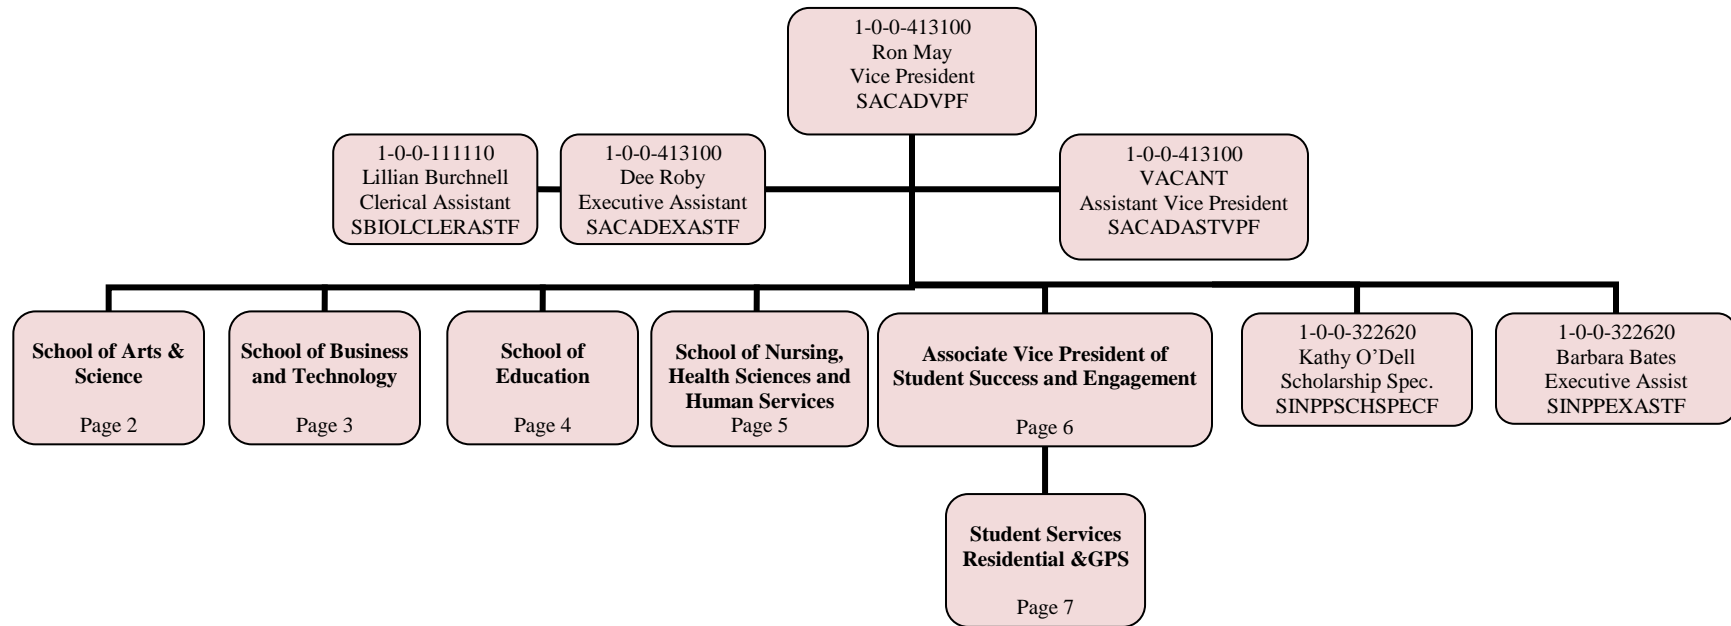 1-0-0-413100
Ron May
Vice President
SACADVPF
1-0-0-111110
Lillian Burchnell
Clerical Assistant
SBIOLCLERASTF
1-0-0-413100
Dee Roby
Executive Assistant
SACADEXASTF
1-0-0-413100
VACANT
Assistant Vice President
SACADASTVPF
School of Arts &
Science
Page 2
School of Business
and Technology
Page 3
School of
Education
Page 4
School of Nursing,
Health Sciences and
Human Services
Page 5
Associate Vice President of
Student Success and Engagement
Page 6
1-0-0-322620
Kathy O’Dell
Scholarship Spec.
SINPPSCHSPECF
1-0-0-322620
Barbara Bates
Executive Assist
SINPPEXASTF
Student Services
Residential &GPS
Page 7